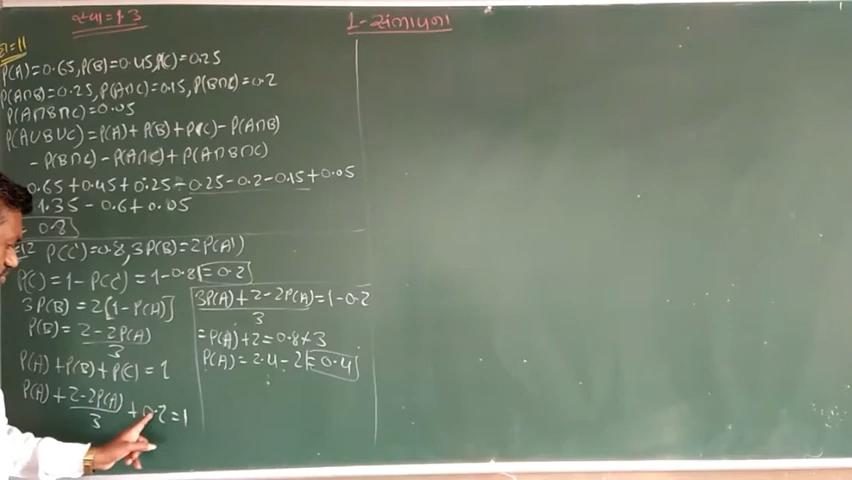 સ્વા = 1.3
1 - સંભાવના
= 11
P(A) = 0.65, P(B) = 0.45, P(C) = 0.25
P(A∩B) = 0.25, P(A∩C) = 0.15, P(B∩C) = 0.2
P(A∩B∩C) = 0.05
P(A∪B∪C) = P(A) + P(B) + P(C) - P(A∩B)
- P(B∩C) - P(A∩C) + P(A∩B∩C)
0.65 + 0.45 + 0.25 - 0.25 - 0.2 - 0.15 + 0.05
1.35 - 0.6 + 0.05
= 0.8
=12 P(C') = 0.8, 3P(B) = 2P(A')
P(C) = 1 - P(C') = 1 - 0.8 = 0.2
3P(B) = 2[1 - P(A)]
P(B) = 2 - 2P(A)
3
P(A) + P(B) + P(C) = 1
P(A) + 2 - 2P(A) + 0.2 = 1
3
3P(A) + 2 - 2P(A) = 1 - 0.2
3
= P(A) + 2 = 0.8 × 3
P(A) = 2.4 - 2 = 0.4